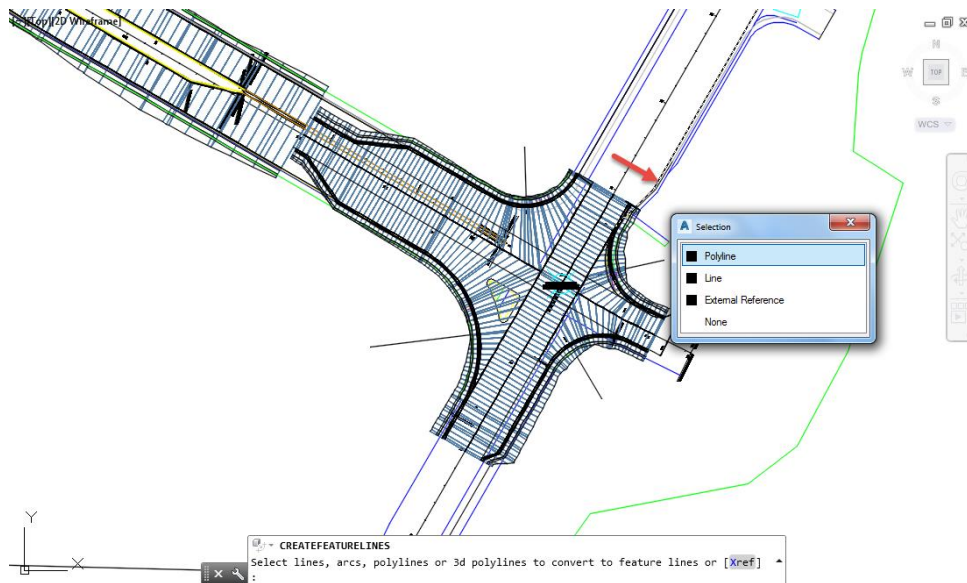 [-][Top][2D Wireframe]
N
W
TOP
S
WCS
Selection
Polyline
Line
External Reference
None
Y
X
CREATEFEATURELINES
Select lines, arcs, polylines or 3d polylines to convert to feature lines or [Xref]
: